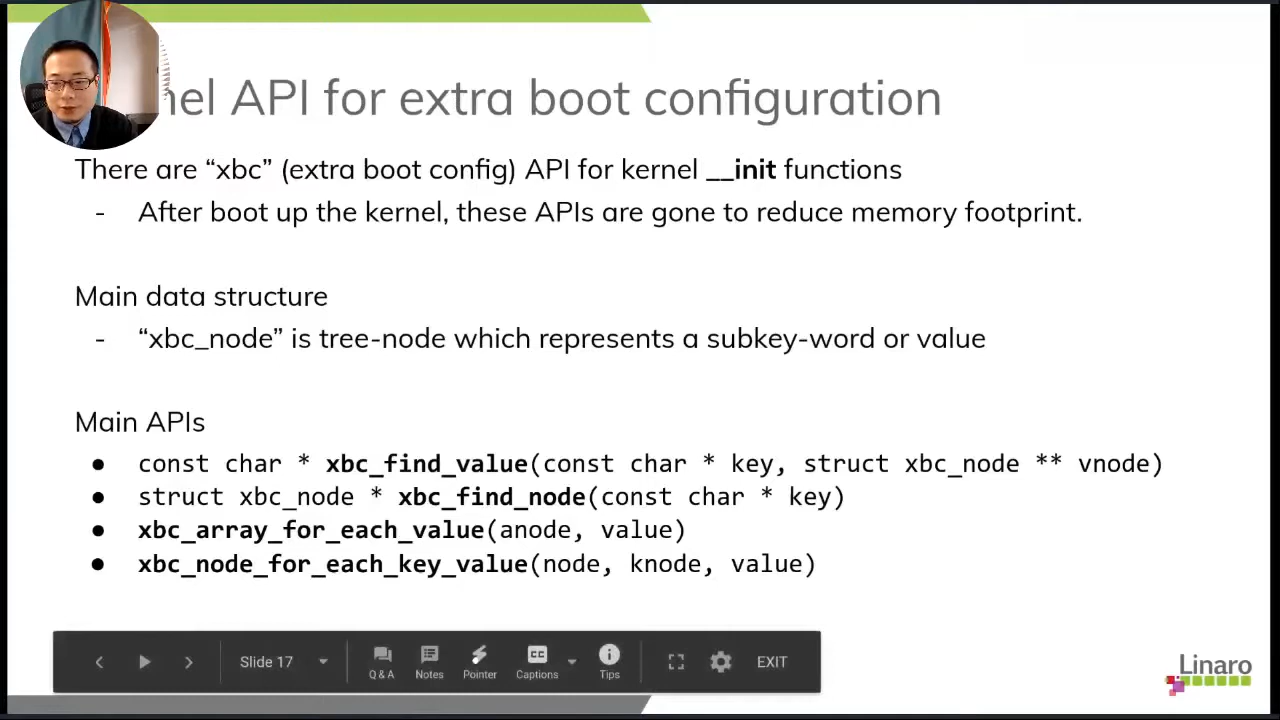 nel API for extra boot configuration
There are “xbc” (extra boot config) API for kernel __init functions
- After boot up the kernel, these APIs are gone to reduce memory footprint.
Main data structure
- “xbc_node” is tree-node which represents a subkey-word or value
Main APIs
● const char * xbc_find_value(const char * key, struct xbc_node ** vnode)
● struct xbc_node * xbc_find_node(const char * key)
● xbc_array_for_each_value(anode, value)
● xbc_node_for_each_key_value(node, knode, value)
Slide 17
Q & A
Notes
Pointer
CC
Captions
Tips
EXIT
Linaro